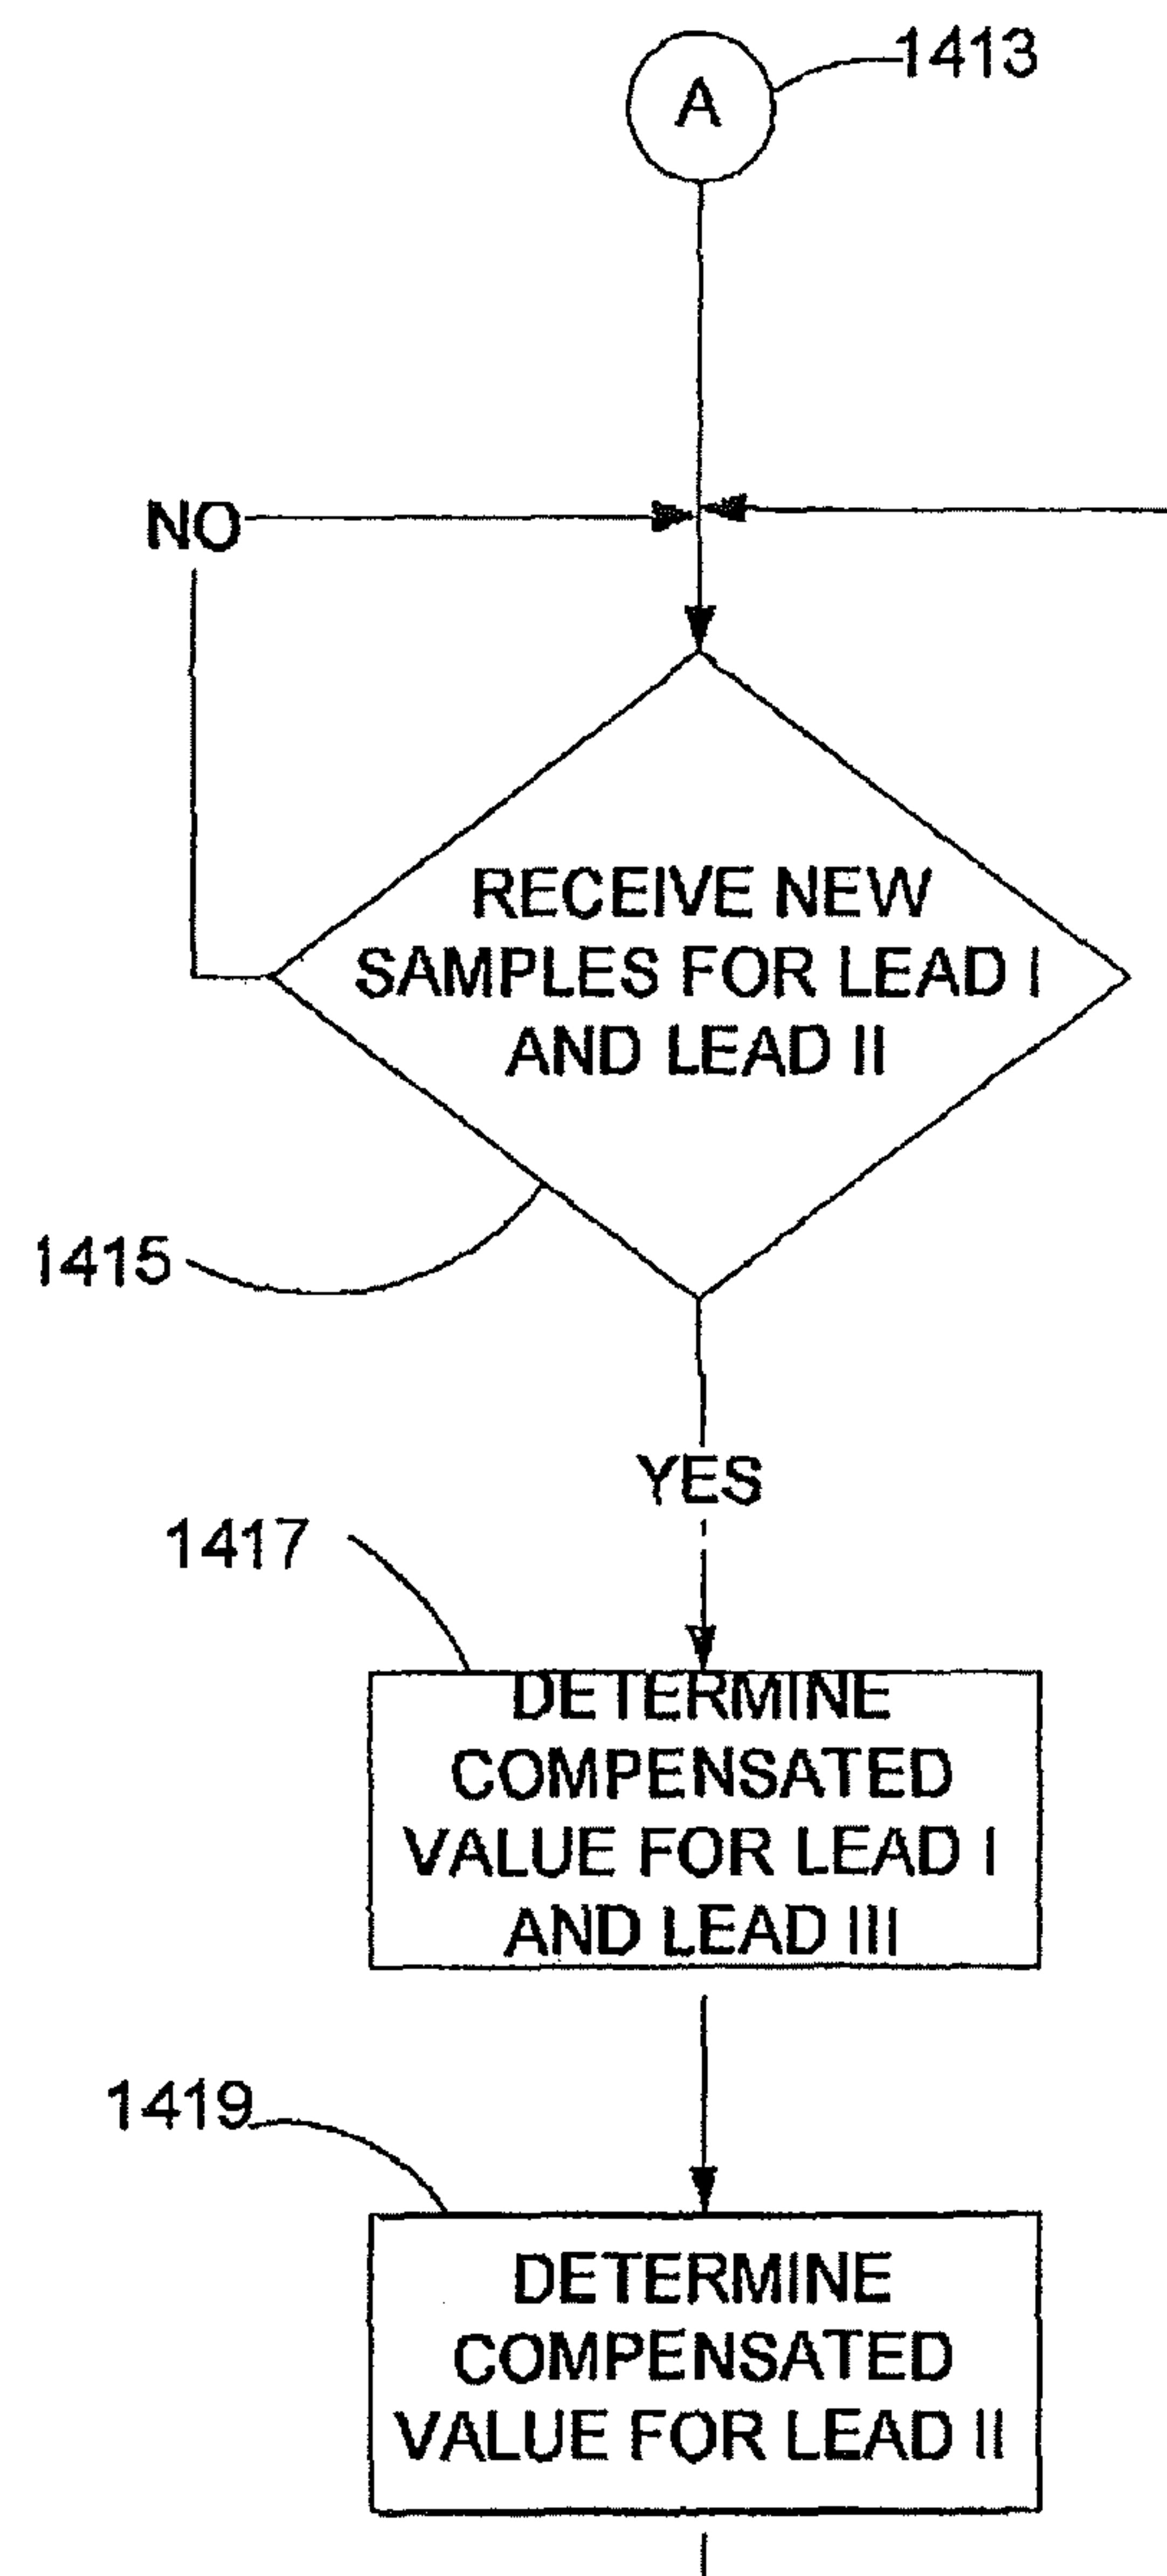 A
1413
NO
RECEIVE NEW
SAMPLES FOR LEAD I
AND LEAD II
1415
YES
1417
DETERMINE
COMPENSATED
VALUE FOR LEAD I
AND LEAD III
1419
DETERMINE
COMPENSATED
VALUE FOR LEAD II